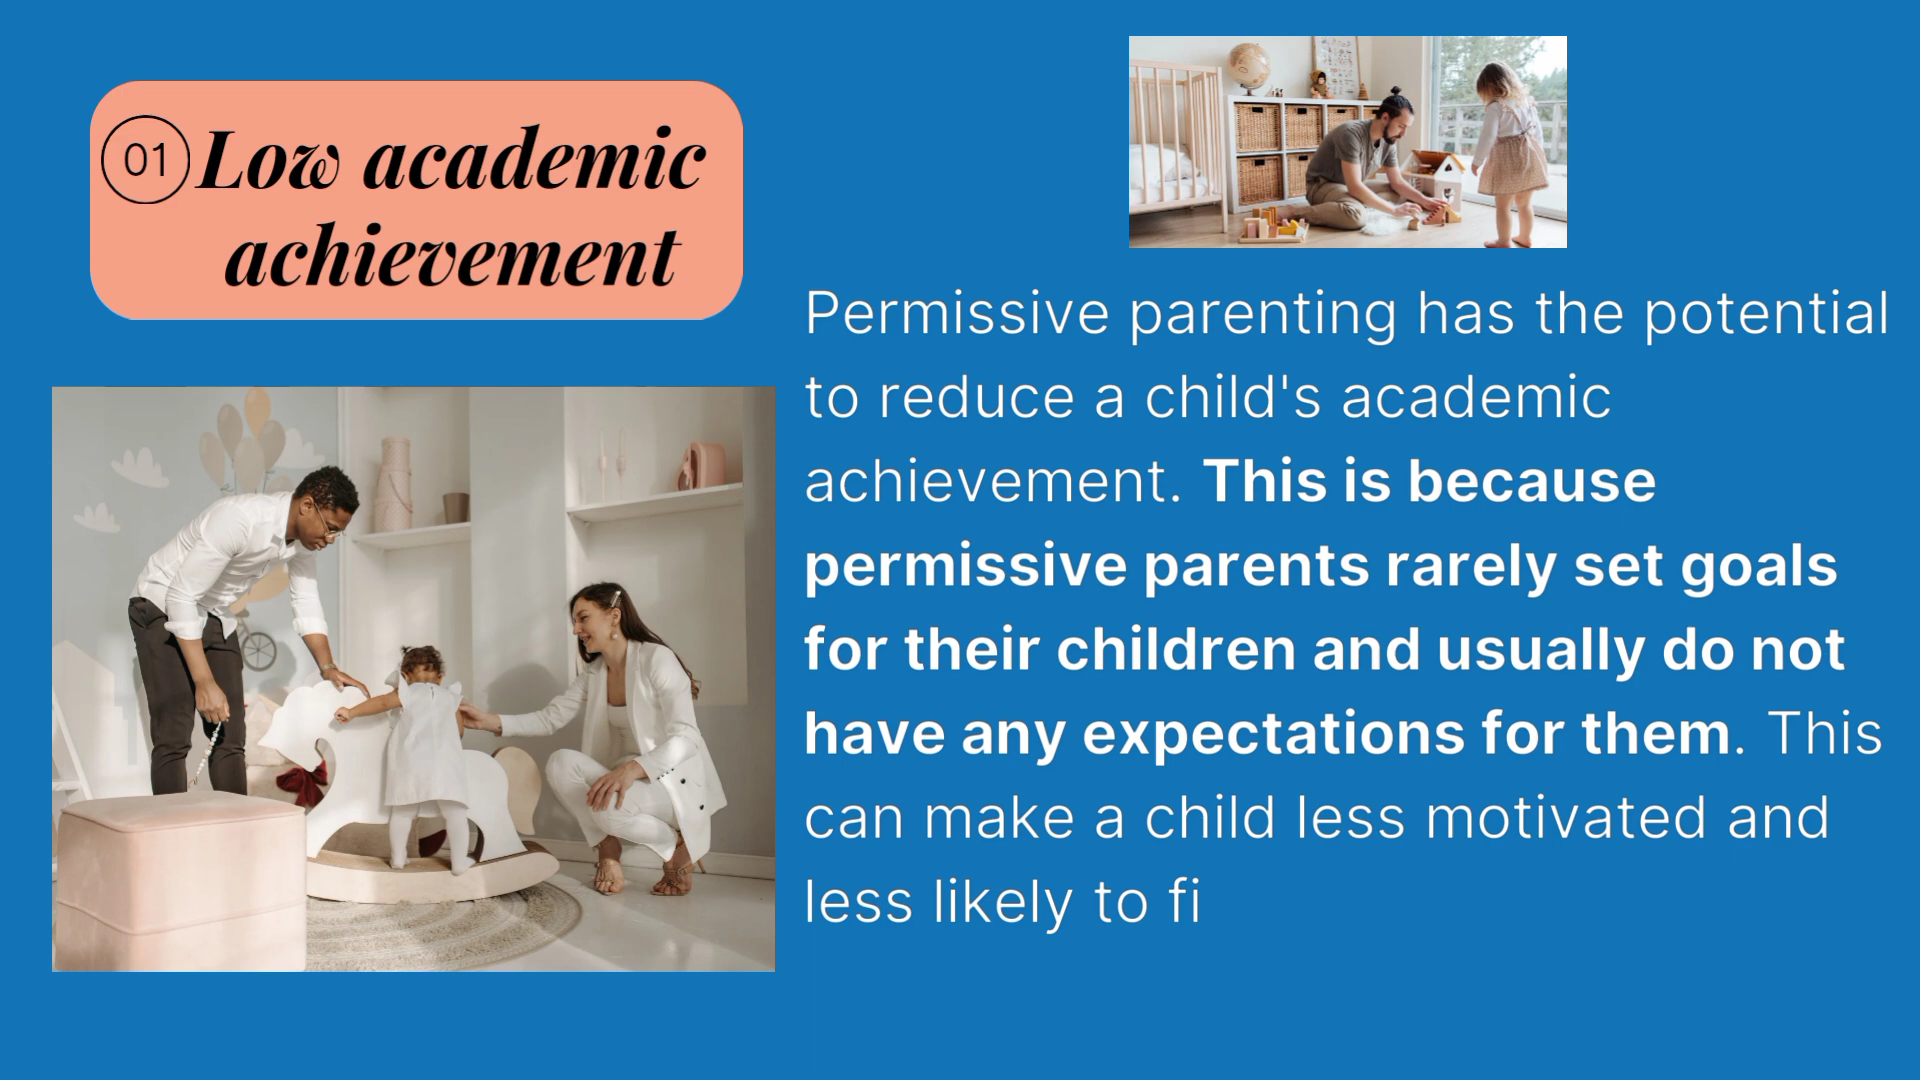 01 Low academic
achievement
Permissive parenting has the potential
to reduce a child's academic
achievement. This is because
permissive parents rarely set goals
for their children and usually do not
have any expectations for them. This
can make a child less motivated and
less likely to fi